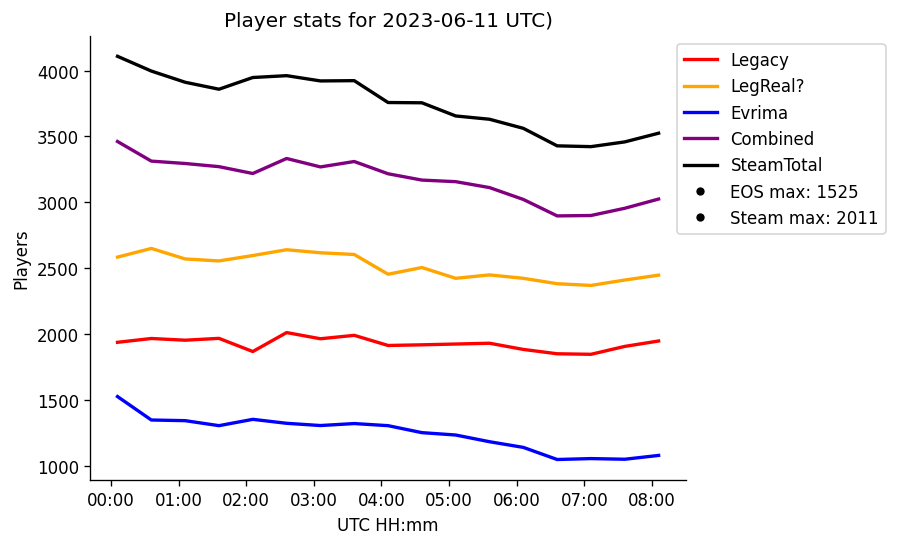 Player stats for 2023-06-11 UTC)
Legacy
LegReal?
Evrima
Combined
SteamTotal
EOS max: 1525
Steam max: 2011
4000
3500
3000
2500
2000
1500
1000
Players
00:00 01:00 02:00 03:00 04:00 05:00 06:00 07:00 08:00
UTC HH:mm